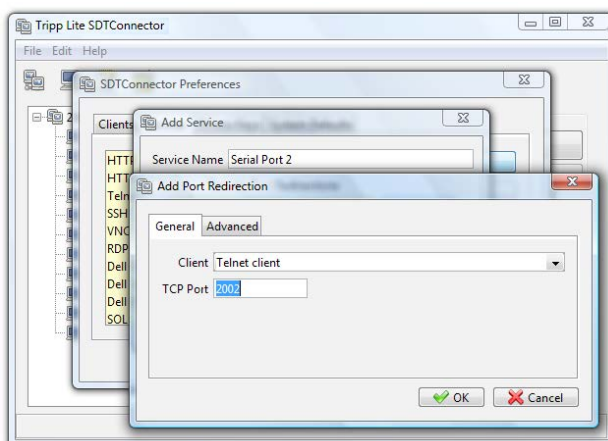 Tripp Lite SDTConnector
File Edit Help
SDTConnector Preferences
2
Clients
Add Service
HTTP
HTT
Teln
SSH
VNC
RDP
Dell
Dell
Dell
SOL
Service Name Serial Port 2
Add Port Redirection
General Advanced
Client Telnet client
TCP Port 2002
OK Cancel